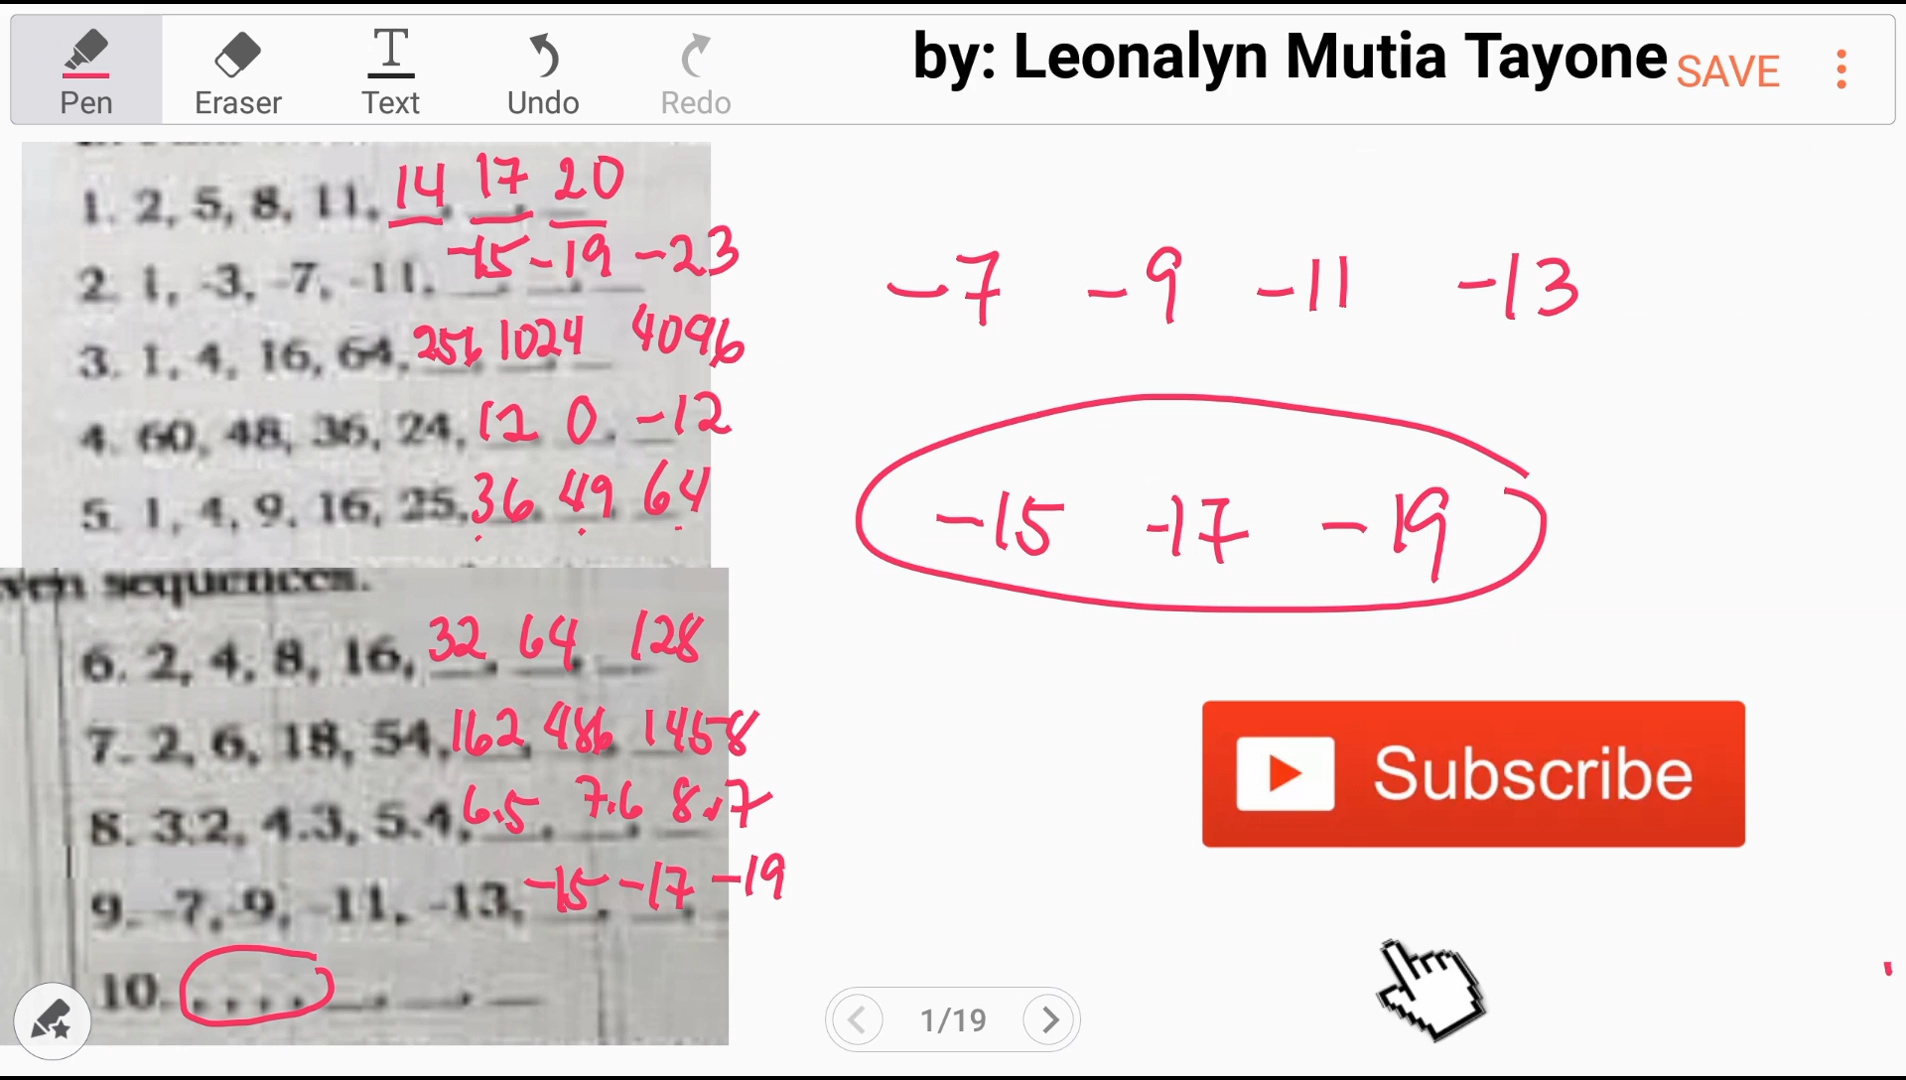 by: Leonalyn Mutia Tayone
Pen Eraser Text Undo Redo SAVE
1. 2, 5, 8, 11, 14, 17 20
2. 1, -3, -7, -11, -15 -19 -23
3. 1, 4, 16, 64, 256, 1024 4096
4. 60, 48, 36, 24, 12 0, -12
5. 1, 4, 9, 16, 25, 36, 49, 64
ven sequences.
6. 2, 4, 8, 16, 32, 64, 128
7. 2, 6, 18, 54, 162, 486, 1458
8. 3.2, 4.3, 5.4, 6.5, 7.6, 8.7
9. -7, -9, -11, -13, -15, -17, -19
10. , , , , __, __, __
-7 -9 -11 -13
-15 -17 -19
Subscribe
1/19